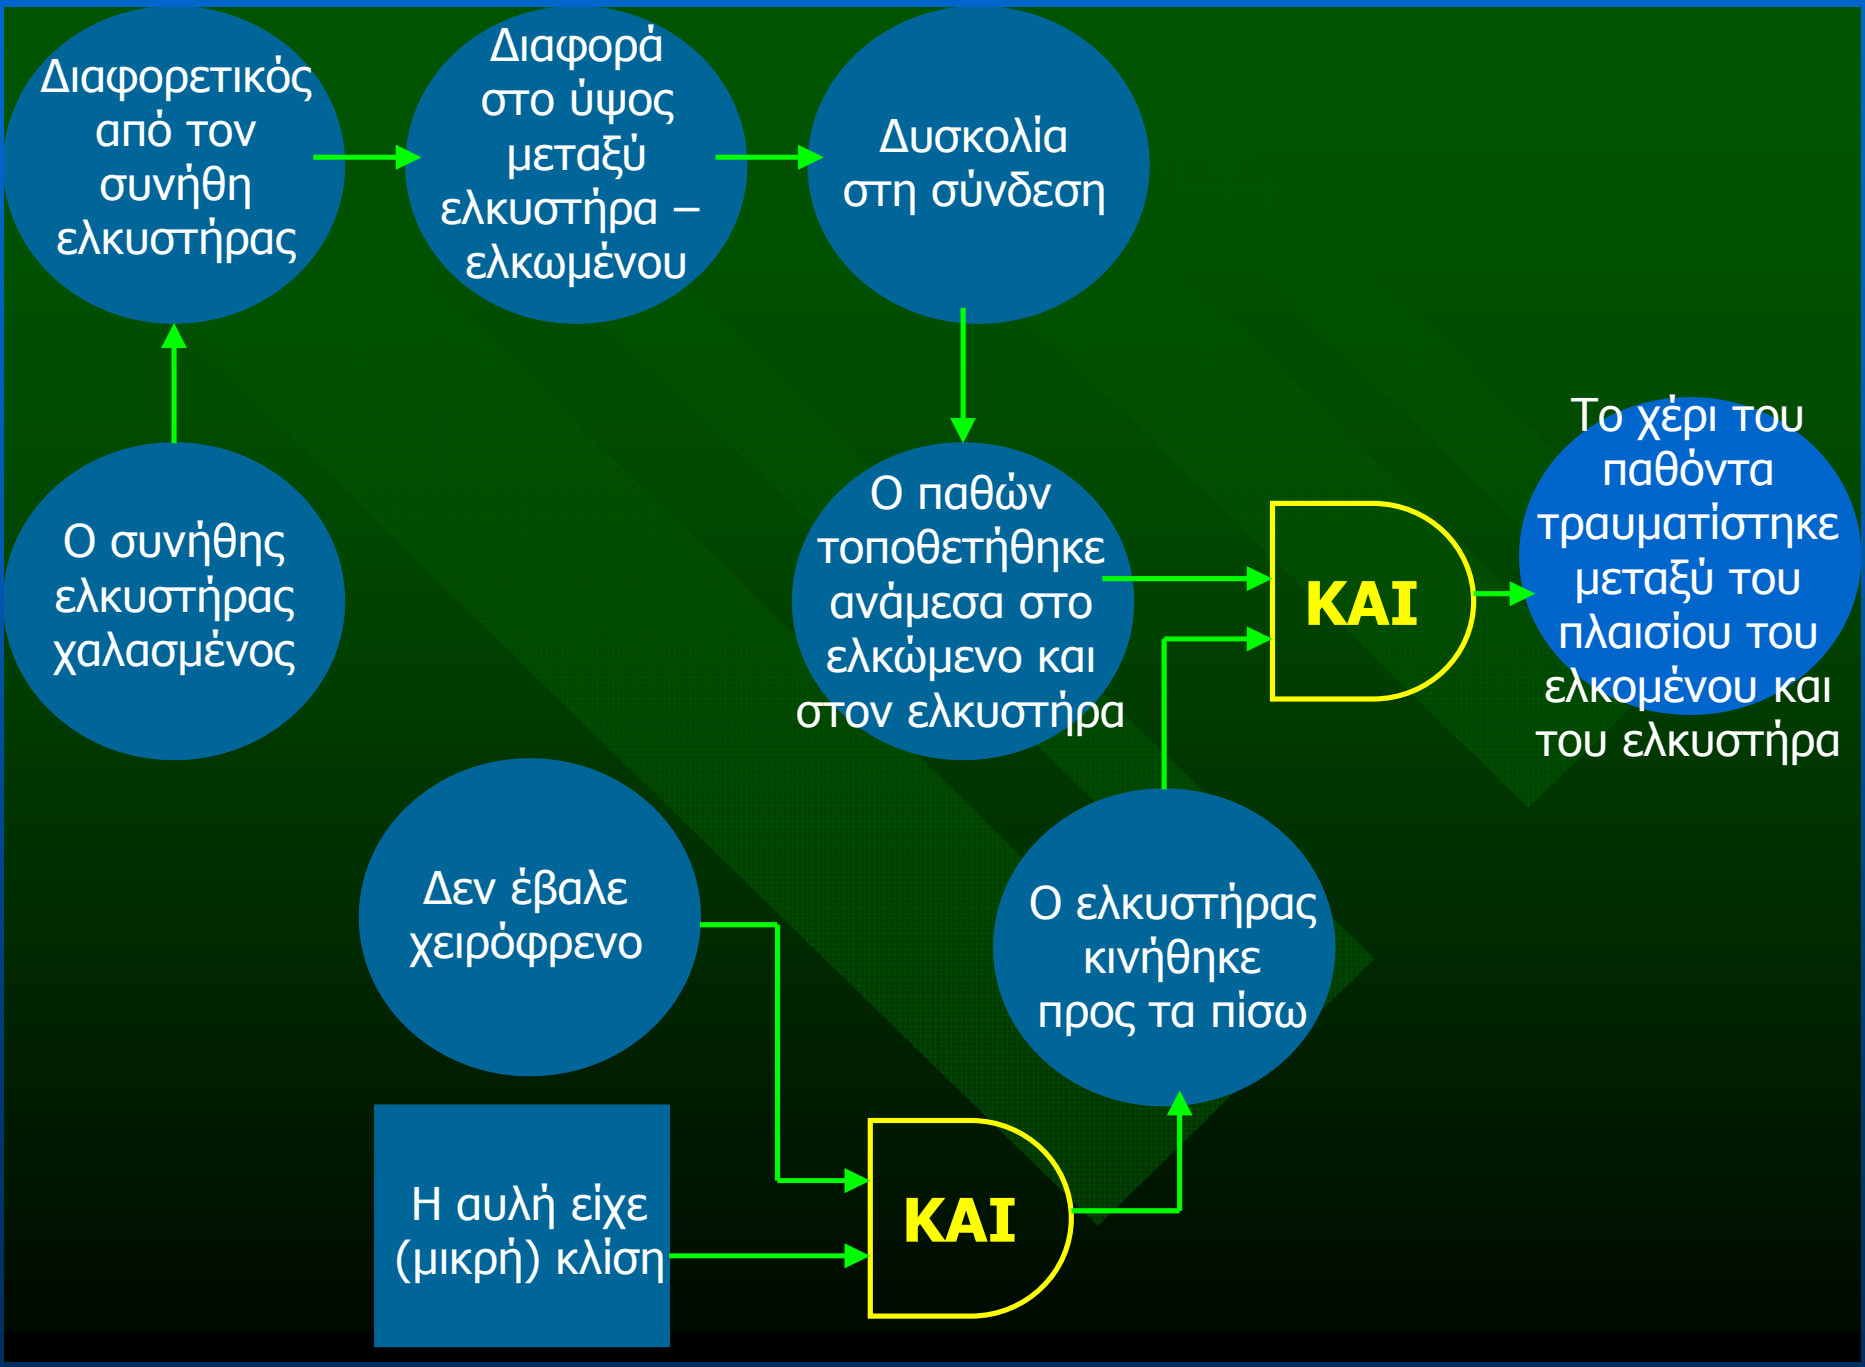 Διαφορετικός
από τον
συνήθη
ελκυστήρας
Διαφορά
στο ύψος
μεταξύ
ελκυστήρα –
ελκωμένου
Δυσκολία
στη σύνδεση
Ο συνήθης
ελκυστήρας
χαλασμένος
Ο παθών
τοποθετήθηκε
ανάμεσα στο
ελκώμενο και
στον ελκυστήρα
ΚΑΙ
Το χέρι του
παθόντα
τραυματίστηκε
μεταξύ του
πλαισίου του
ελκομένου και
του ελκυστήρα
Δεν έβαλε
χειρόφρενο
Ο ελκυστήρας
κινήθηκε
προς τα πίσω
Η αυλή είχε
(μικρή) κλίση
ΚΑΙ